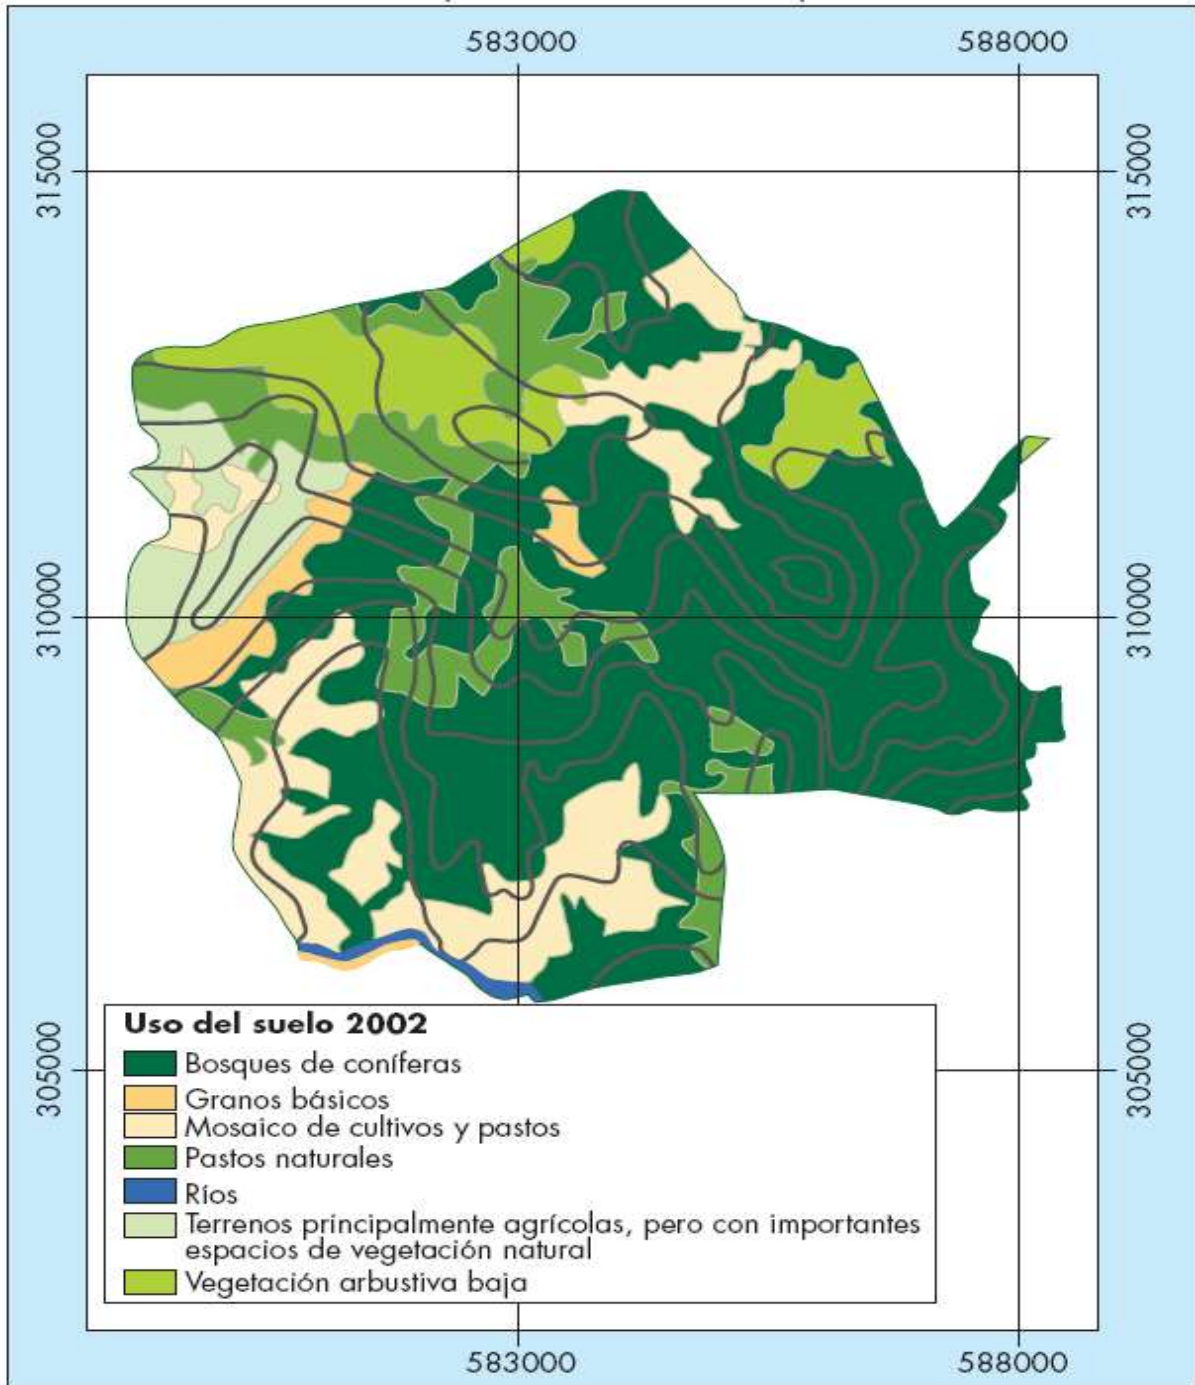 583000
588000
315000
315000
310000
310000
305000
305000
Uso del suelo 2002
Bosques de coníferas
Granos básicos
Mosaico de cultivos y pastos
Pastos naturales
Ríos
Terrenos principalmente agrícolas, pero con importantes
espacios de vegetación natural
Vegetación arbustiva baja
583000
588000